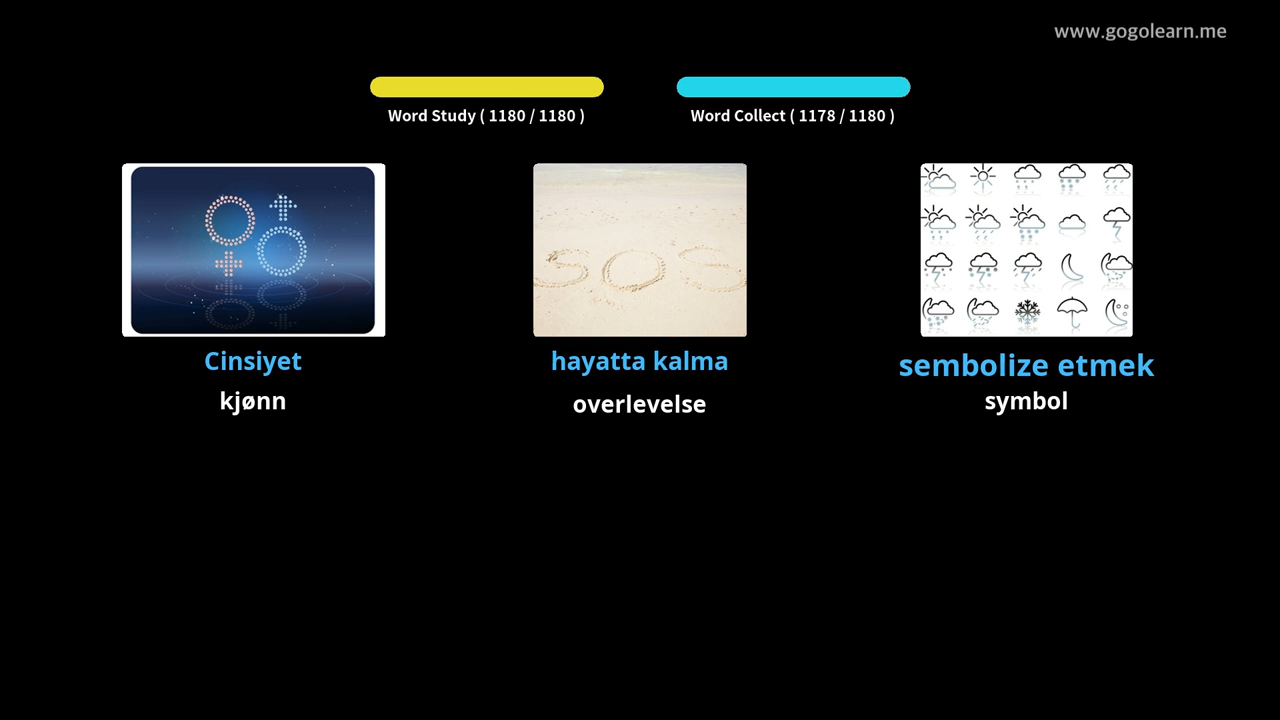 www.gogolearn.me
Word Study ( 1180 / 1180 )
Word Collect ( 1178 / 1180 )
SOS
Cinsiyet
hayatta kalma
sembolize etmek
kjønn
overlevelse
symbol